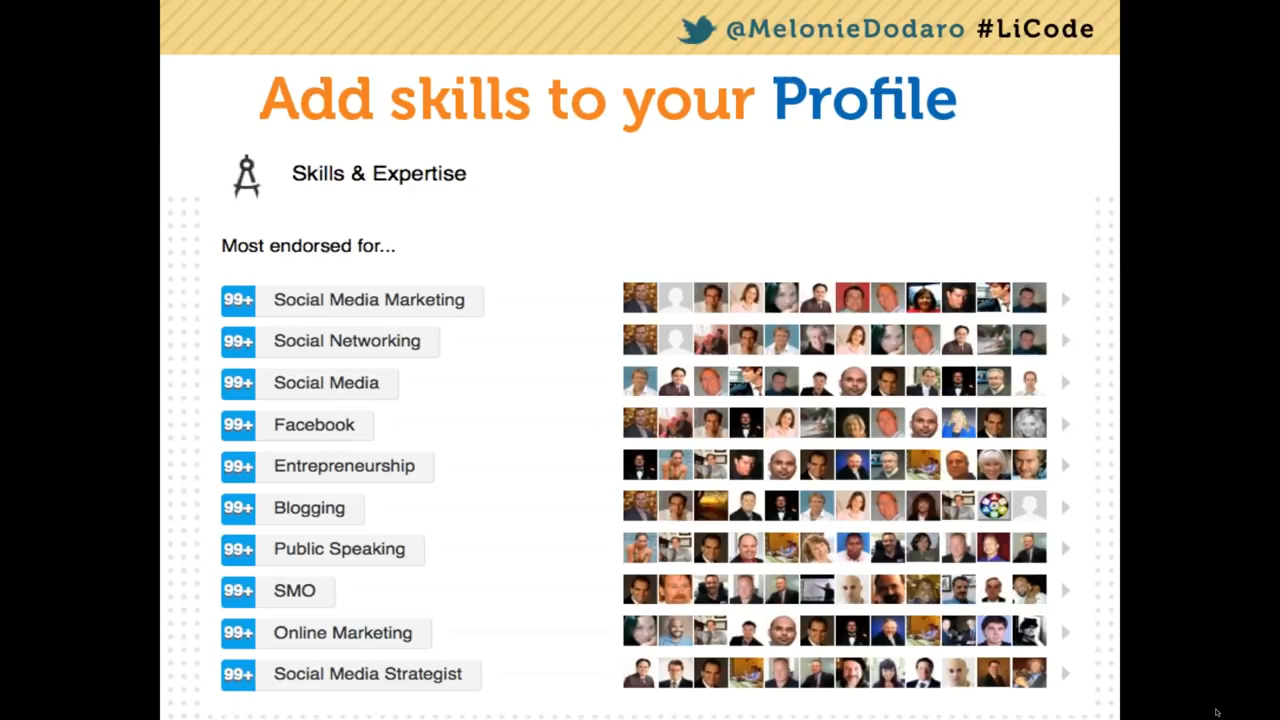 @MelonieDodaro #LiCode
Add skills to your Profile
Skills & Expertise
Most endorsed for...
99+ Social Media Marketing
99+ Social Networking
99+ Social Media
99+ Facebook
99+ Entrepreneurship
99+ Blogging
99+ Public Speaking
99+ SMO
99+ Online Marketing
99+ Social Media Strategist